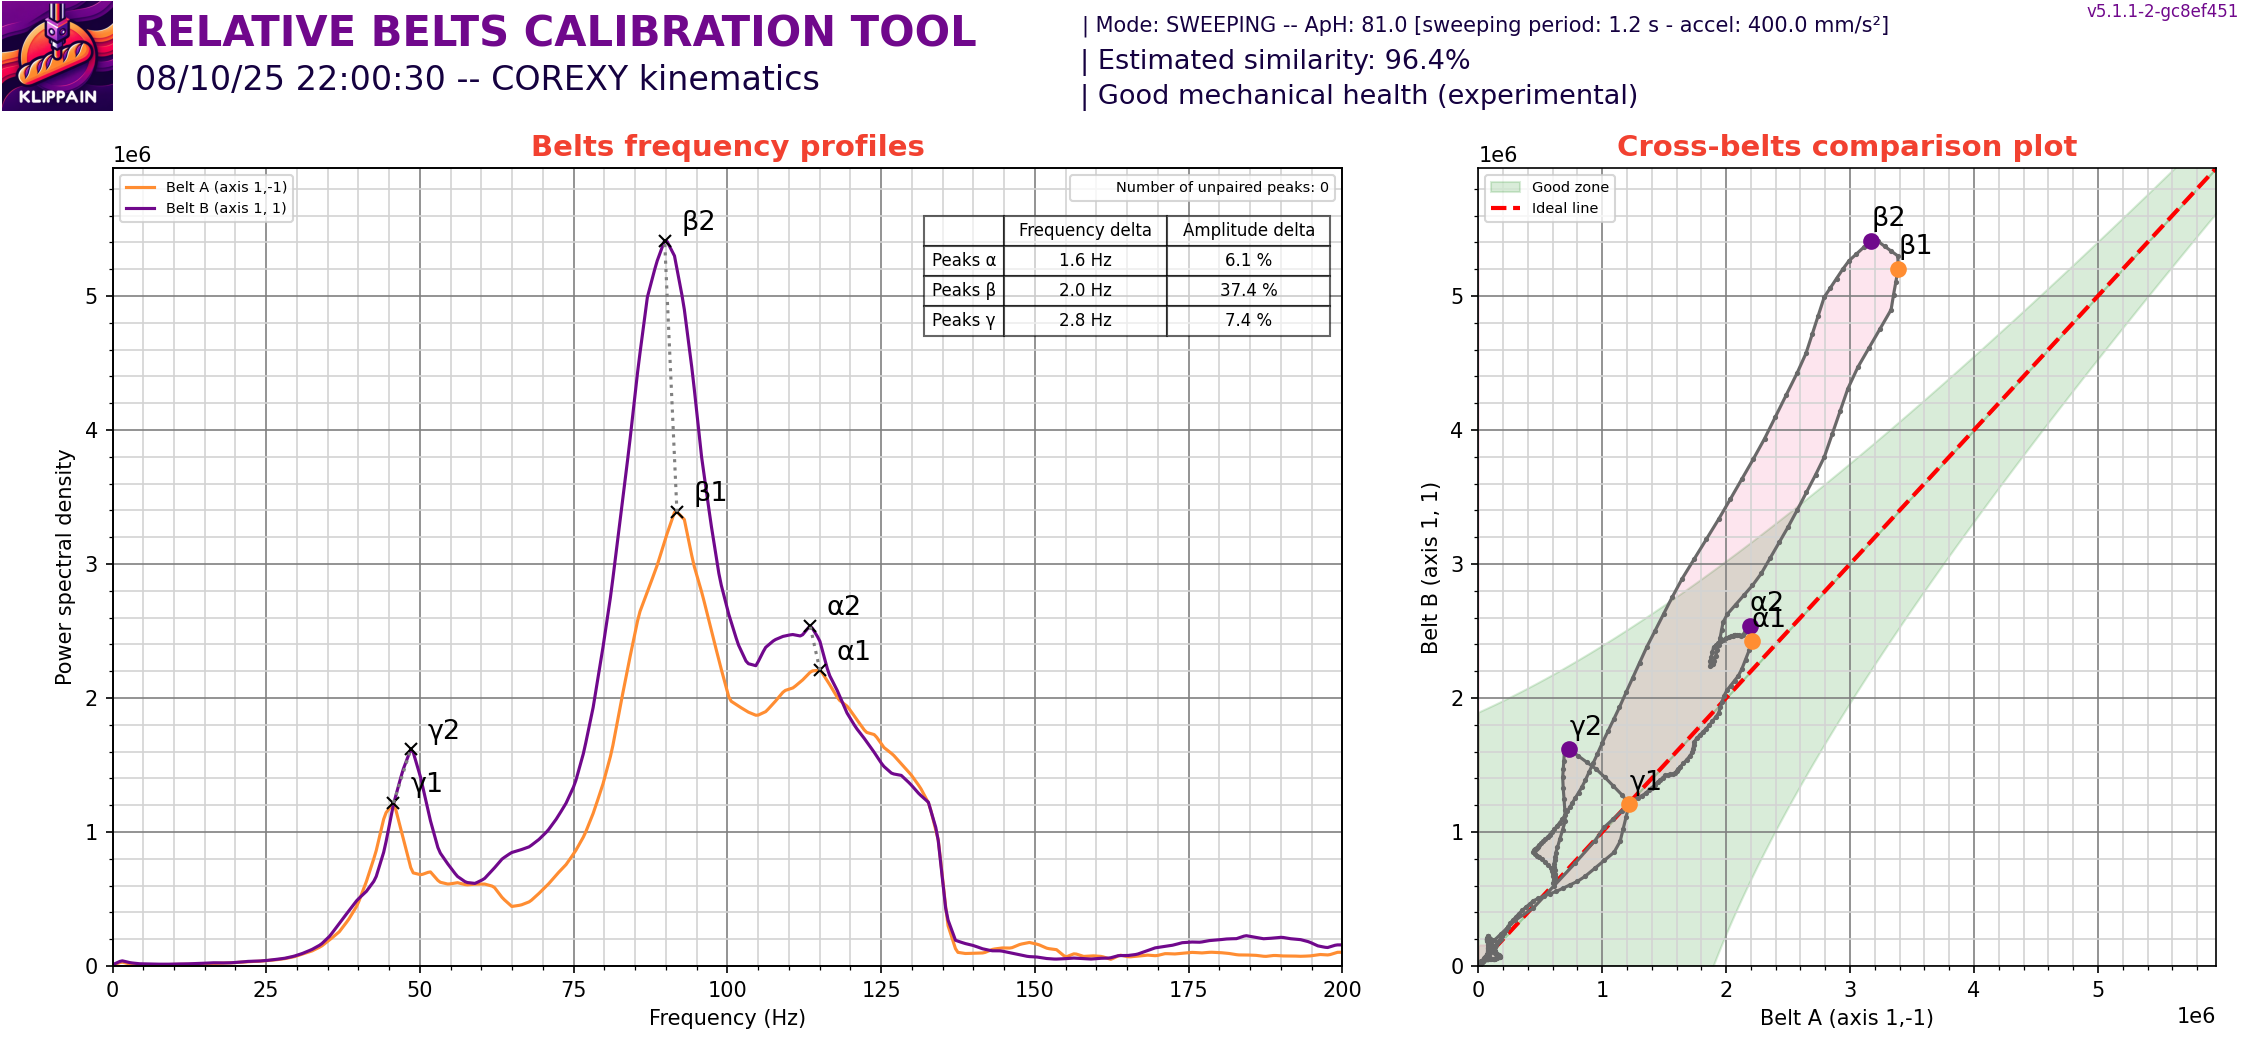 KLIPPAIN
RELATIVE BELTS CALIBRATION TOOL
08/10/25 22:00:30 -- COREXY kinematics
| Mode: SWEEPING -- ApH: 81.0 [sweeping period: 1.2 s - accel: 400.0 mm/s²]
| Estimated similarity: 96.4%
| Good mechanical health (experimental)
v5.1.1-2-gc8ef451
Belts frequency profiles
1e6
Belt A (axis 1,-1)
Belt B (axis 1, 1)
Number of unpaired peaks: 0
Frequency delta Amplitude delta
Peaks α 1.6 Hz 6.1 %
Peaks β 2.0 Hz 37.4 %
Peaks γ 2.8 Hz 7.4 %
β2
β1
α2
α1
γ2
γ1
5
4
3
2
1
0
Power spectral density
0 25 50 75 100 125 150 175 200
Frequency (Hz)
Cross-belts comparison plot
1e6
Good zone
Ideal line
β2
β1
α2
α1
γ2
γ1
5
4
3
2
1
0
Belt B (axis 1, 1)
0 1 2 3 4 5
Belt A (axis 1,-1)
1e6